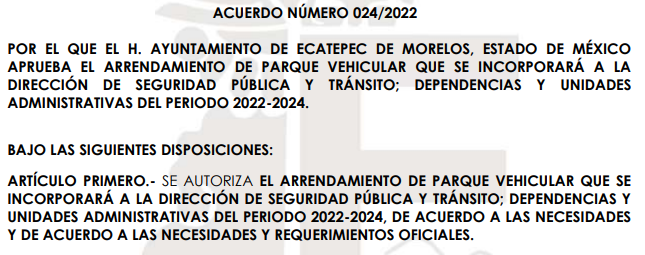 ACUERDO NÚMERO 024/2022
POR EL QUE EL H. AYUNTAMIENTO DE ECATEPEC DE MORELOS, ESTADO DE MÉXICO
APRUEBA EL ARRENDAMIENTO DE PARQUE VEHICULAR QUE SE INCORPORARÁ A LA
DIRECCIÓN DE SEGURIDAD PÚBLICA Y TRÁNSITO; DEPENDENCIAS Y UNIDADES
ADMINISTRATIVAS DEL PERIODO 2022-2024.
BAJO LAS SIGUIENTES DISPOSICIONES:
ARTÍCULO PRIMERO.- SE AUTORIZA EL ARRENDAMIENTO DE PARQUE VEHICULAR QUE SE
INCORPORARÁ A LA DIRECCIÓN DE SEGURIDAD PÚBLICA Y TRÁNSITO; DEPENDENCIAS Y
UNIDADES ADMINISTRATIVAS DEL PERIODO 2022-2024, DE ACUERDO A LAS NECESIDADES
Y DE ACUERDO A LAS NECESIDADES Y REQUERIMIENTOS OFICIALES.